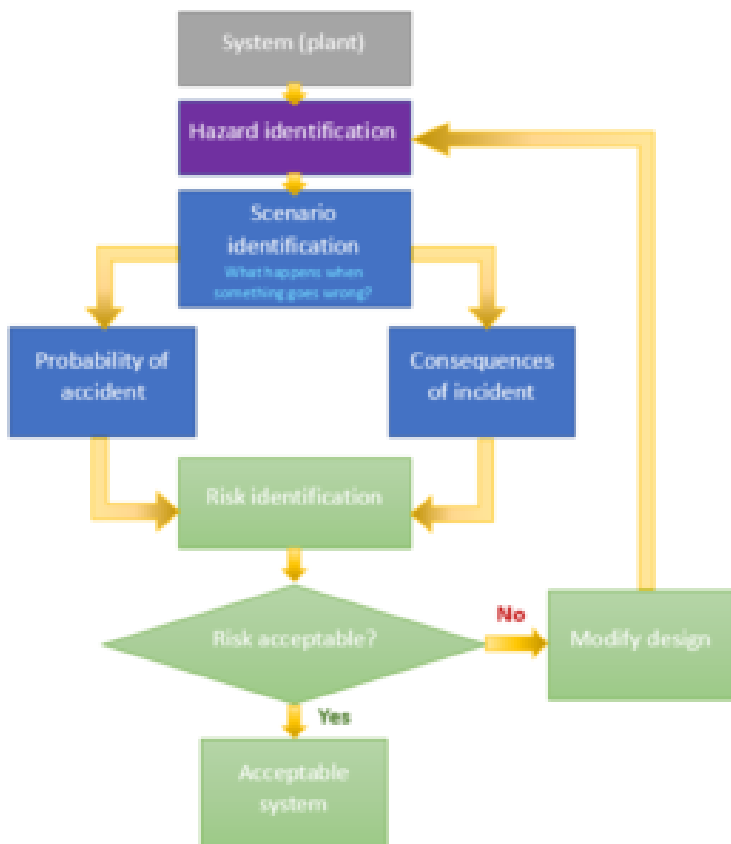 System (plant)
Hazard identification
Scenario
identification
What happens when
something goes wrong?
Probability of
accident
Consequences
of incident
Risk identification
Risk acceptable?
No
Modify design
Yes
Acceptable
system